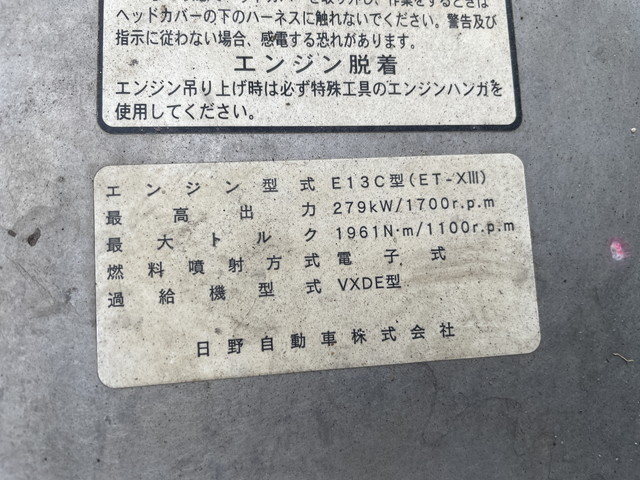 ヘッドカバーの下のハーネスに触れないでください。警告及び
指示に従わない場合、感電する恐れがあります。
エンジン脱着
エンジン吊り上げ時は必ず特殊工具のエンジンハンガを
使用してください。
エンジン型式 E13C型(ET-XIII)
最高出力 279kW/1700r.p.m
最大トルク 1961N·m/1100r.p.m
燃料噴射方式 電子式
過給機型式 VXDE型
日野自動車株式会社